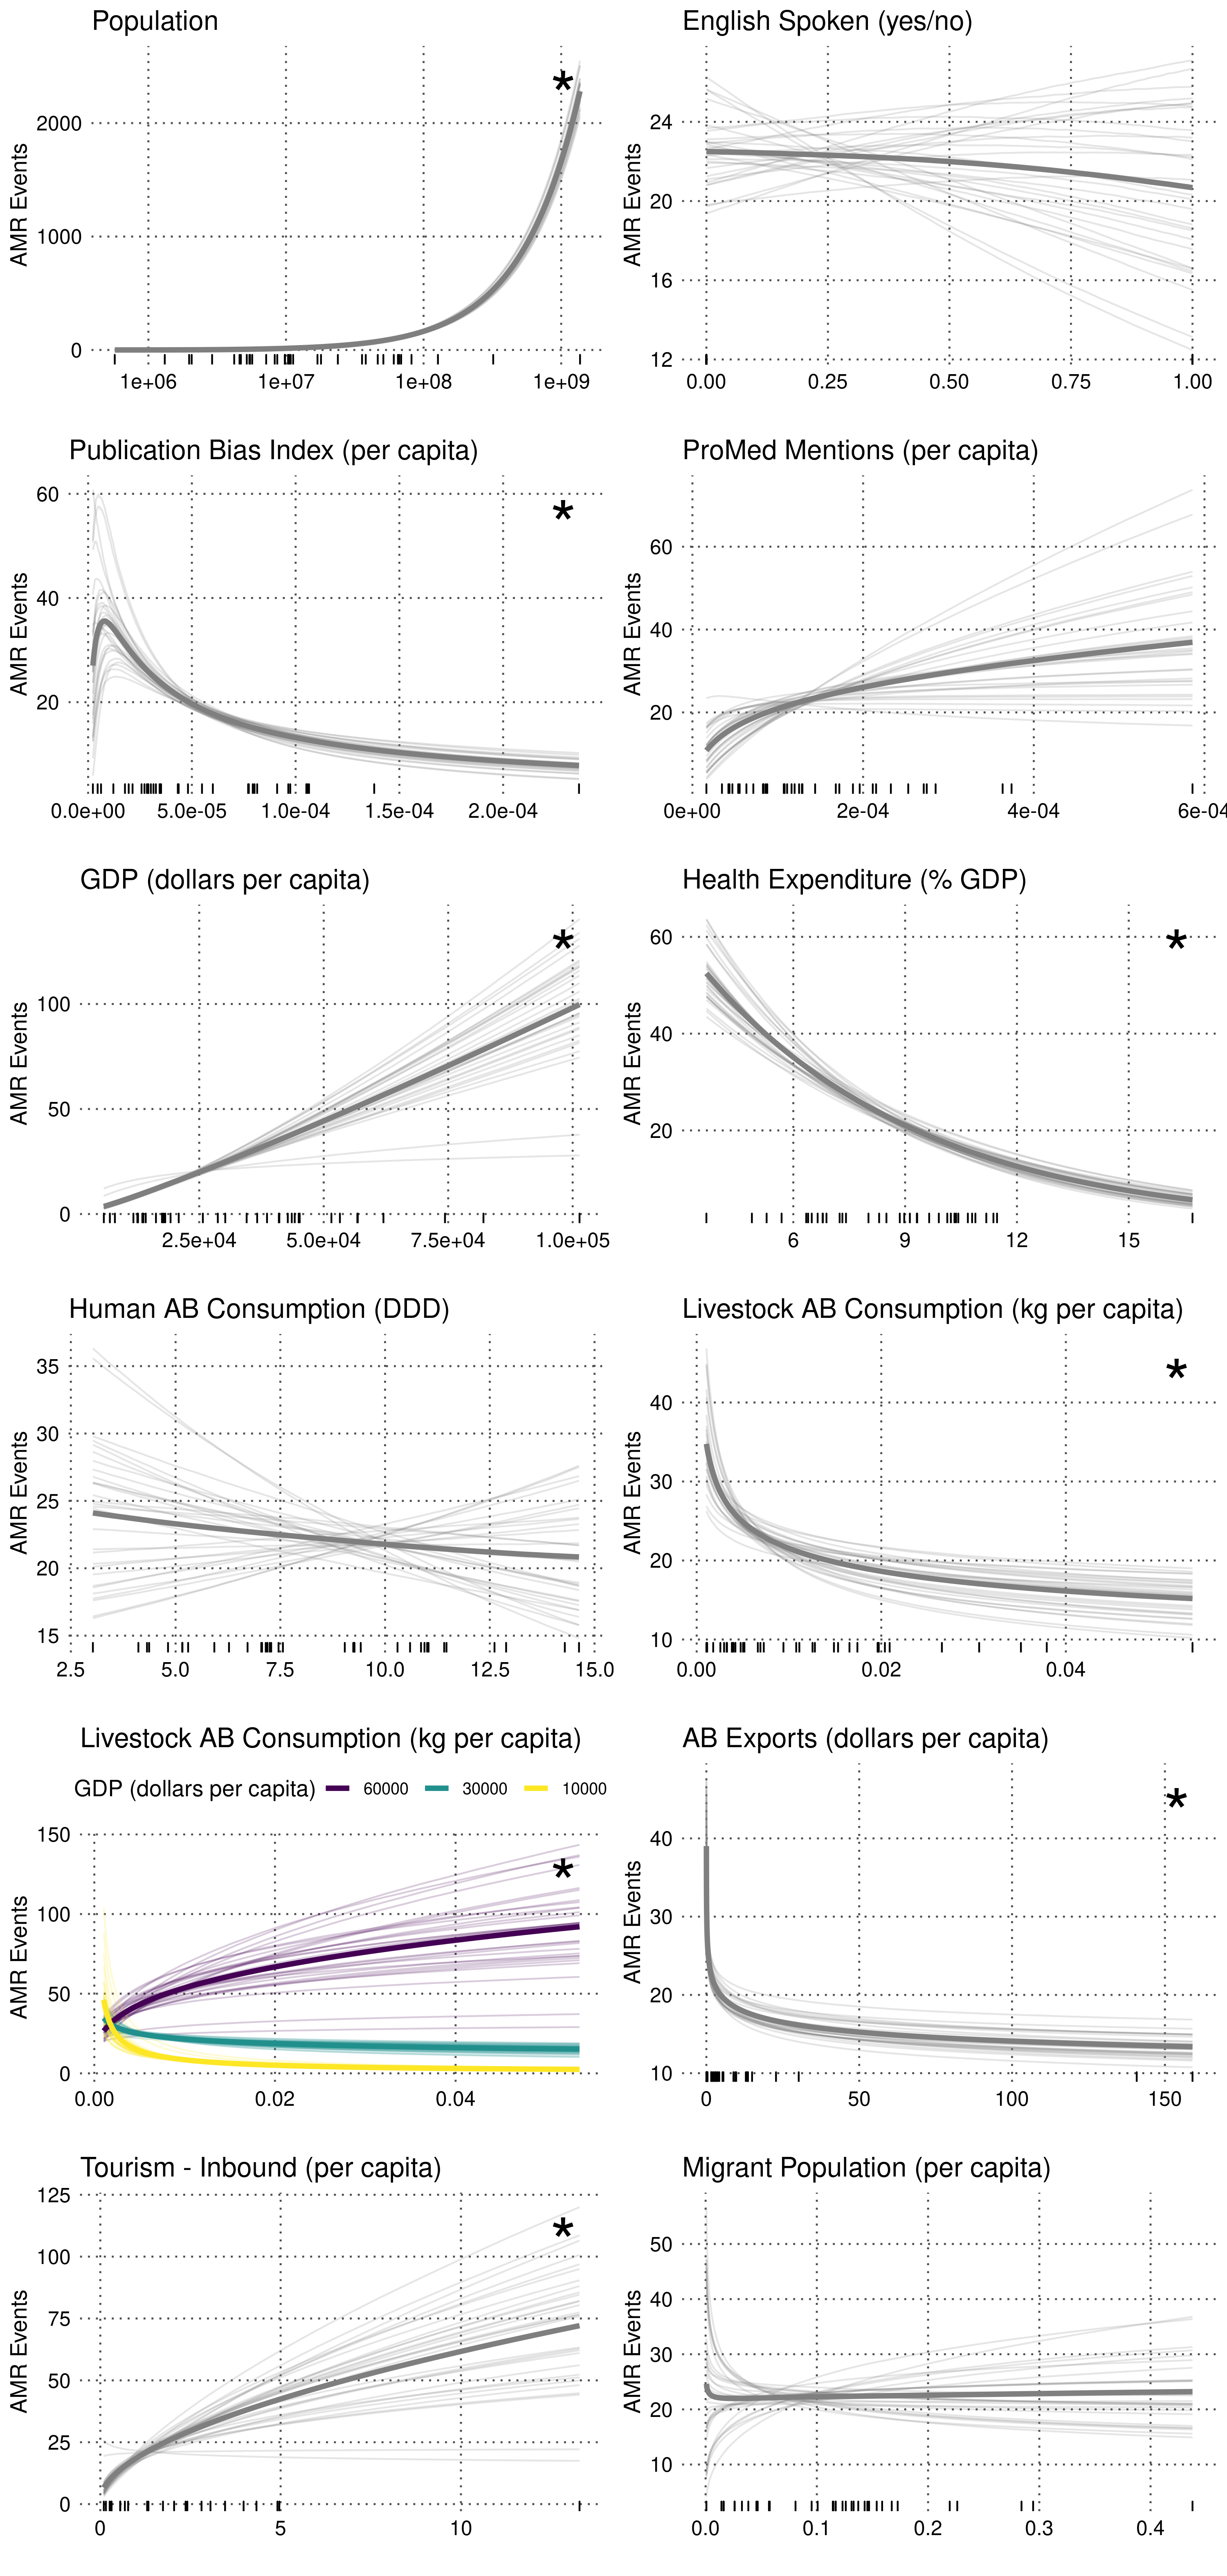 Population
*
AMR Events
2000
1000
0
1e+06 1e+07 1e+08 1e+09
English Spoken (yes/no)
AMR Events
24
20
16
12
0.00 0.25 0.50 0.75 1.00
Publication Bias Index (per capita)
*
AMR Events
60
40
20
0.0e+00 5.0e-05 1.0e-04 1.5e-04 2.0e-04
ProMed Mentions (per capita)
AMR Events
60
40
20
0e+00 2e-04 4e-04 6e-04
GDP (dollars per capita)
*
AMR Events
100
50
0
2.5e+04 5.0e+04 7.5e+04 1.0e+05
Health Expenditure (% GDP)
*
AMR Events
60
40
20
6 9 12 15
Human AB Consumption (DDD)
AMR Events
35
30
25
20
15
2.5 5.0 7.5 10.0 12.5 15.0
Livestock AB Consumption (kg per capita)
*
AMR Events
40
30
20
10
0.00 0.02 0.04
Livestock AB Consumption (kg per capita)
GDP (dollars per capita) 60000 30000 10000
*
AMR Events
150
100
50
0
0.00 0.02 0.04
AB Exports (dollars per capita)
*
AMR Events
40
30
20
10
0 50 100 150
Tourism - Inbound (per capita)
*
AMR Events
125
100
75
50
25
0
0 5 10
Migrant Population (per capita)
AMR Events
50
40
30
20
10
0.0 0.1 0.2 0.3 0.4